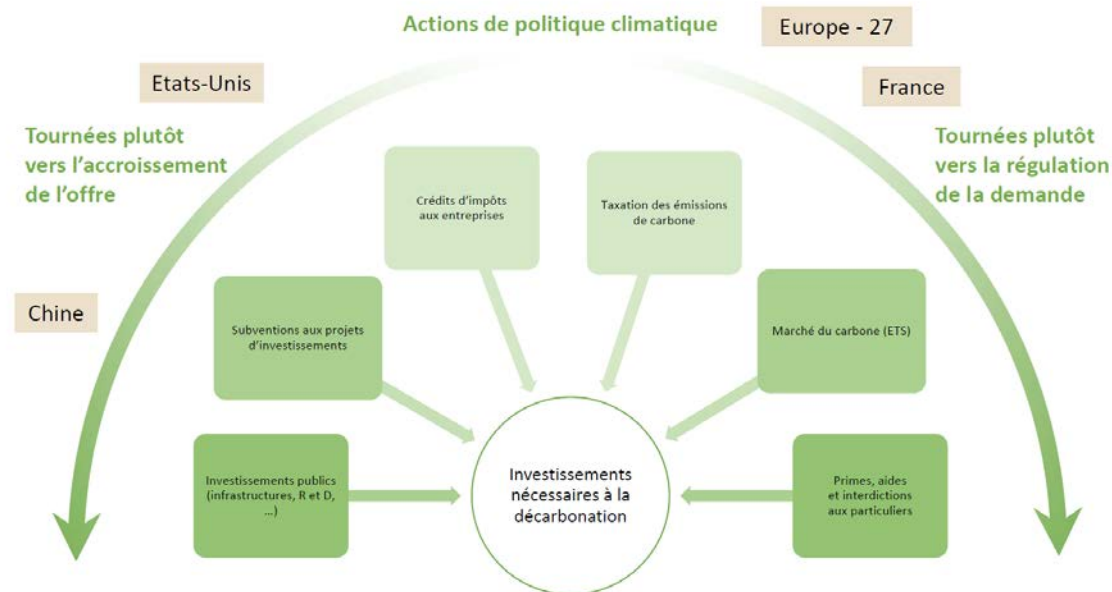 Actions de politique climatique
Europe - 27
Etats-Unis
France
Tournées plutôt
vers l'accroissement
de l'offre
Tournées plutôt
vers la régulation
de la demande
Crédits d'impôts
aux entreprises
Taxation des émissions
de carbone
Chine
Subventions aux projets
d'investissements
Marché du carbone (ETS)
Investissements publics
(infrastructures, R et D,
...)
Investissements
nécessaires à la
décarbonation
Primes, aides
et interdictions
aux particuliers